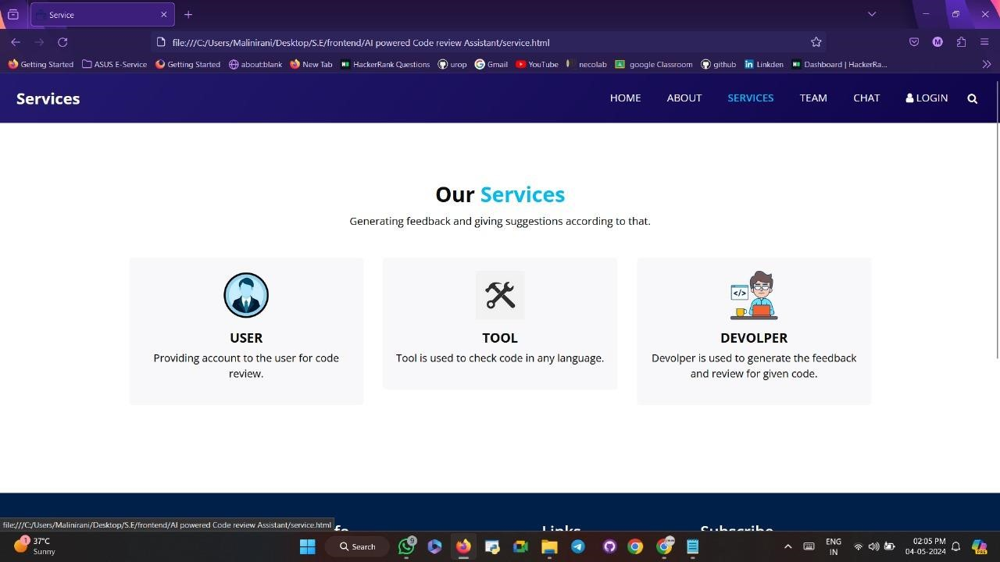 Service
file:///C:/Users/Malinirani/Desktop/S.E/frontend/AI powered Code review Assistant/service.html
M
Getting Started ASUS E-Service Getting Started about:blank New Tab HackerRank Questions urop Gmail YouTube necolab google Classroom github Linkden Dashboard | HackerRa...
Services
HOME ABOUT SERVICES TEAM CHAT LOGIN
Our Services
Generating feedback and giving suggestions according to that.
USER
Providing account to the user for code
review.
TOOL
Tool is used to check code in any language.
</>
DEVOLPER
Devolper is used to generate the feedback
and review for given code.
file:///C:/Users/Malinirani/Desktop/S.E/frontend/AI powered Code review Assistant/service.html
Links
Subscribe
1
37°C
Sunny
Search
9
ENG
IN
02:05 PM
04-05-2024
PRE